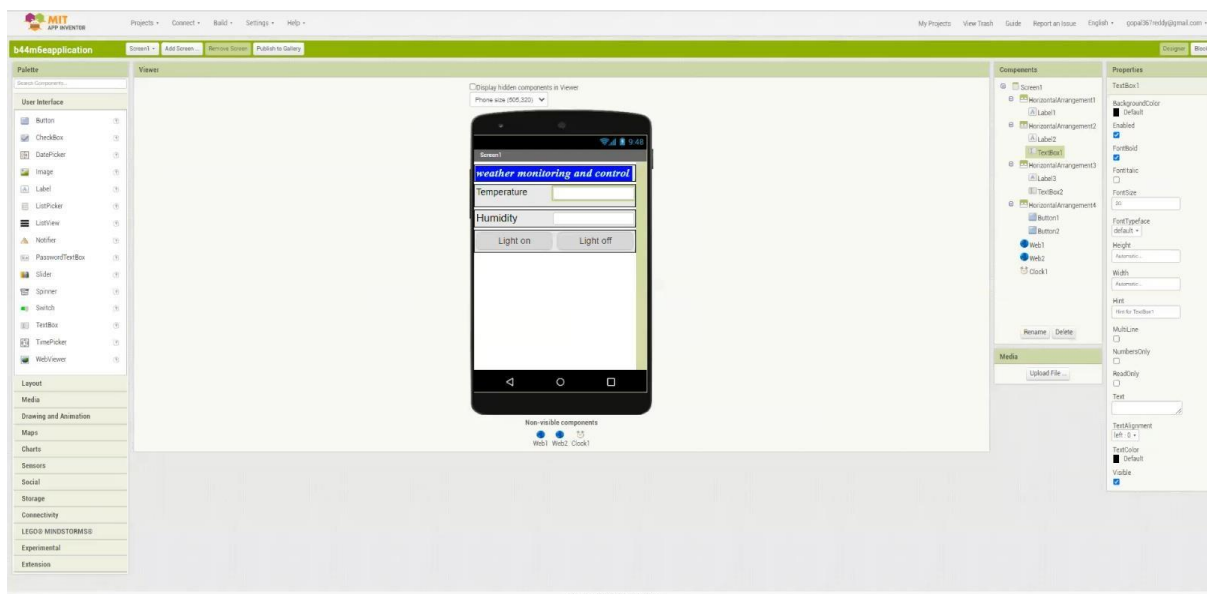 MIT
APP INVENTOR
Projects Connect Build Settings Help
My Projects View Trash Guide Report an Issue English gopal367reddy@gmail.com
b44m6eapplication
Screen1 Add Screen ... Remove Screen Publish to Gallery
Designer Bloc
Palette
Search Components...
User Interface
Button
CheckBox
DatePicker
Image
Label
ListPicker
ListView
Notifier
PasswordTextBox
Slider
Spinner
Switch
TextBox
TimePicker
WebViewer
Layout
Media
Drawing and Animation
Maps
Charts
Sensors
Social
Storage
Connectivity
LEGO® MINDSTORMS®
Experimental
Extension
Viewer
Display hidden components in Viewer
Phone size (505,320)
9:48
Screen1
weather monitoring and control
Temperature
Humidity
Light on Light off
Non-visible components
Web1 Web2 Clock1
Components
Screen1
HorizontalArrangement1
Label1
HorizontalArrangement2
Label2
TextBox1
HorizontalArrangement3
Label3
TextBox2
HorizontalArrangement4
Button1
Button2
Web1
Web2
Clock1
Rename Delete
Media
Upload File ...
Properties
TextBox1
BackgroundColor
Default
Enabled
FontBold
FontItalic
FontSize
FontTypeface
default
Height
Automatic...
Width
Automatic...
Hint
Hint for TextBox1
MultiLine
NumbersOnly
ReadOnly
Text
TextAlignment
left : 0
TextColor
Default
Visible